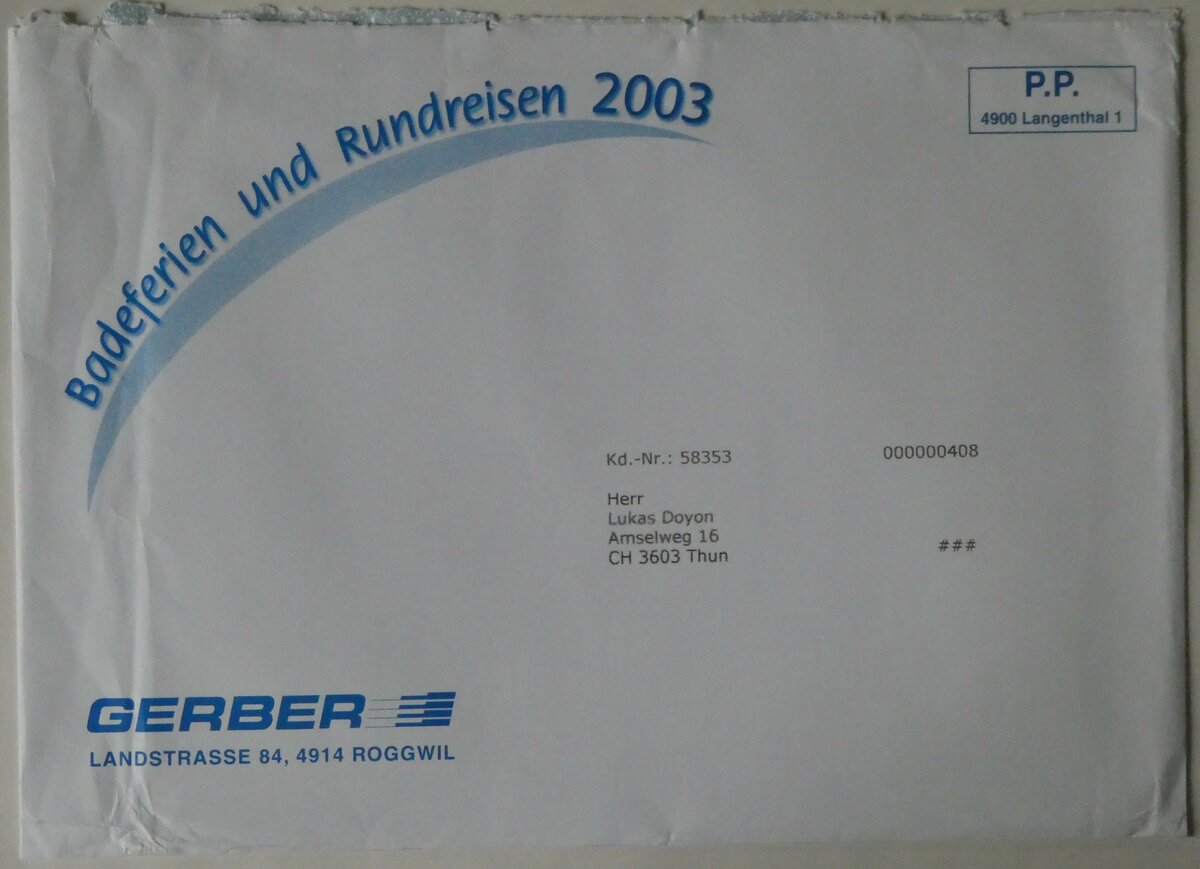 Badeferien und Rundreisen 2003
P.P.
4900 Langenthal 1
Kd.-Nr.: 58353 000000408
Herr
Lukas Doyon
Amselweg 16
CH 3603 Thun
###
GERBER
LANDSTRASSE 84, 4914 ROGGWIL